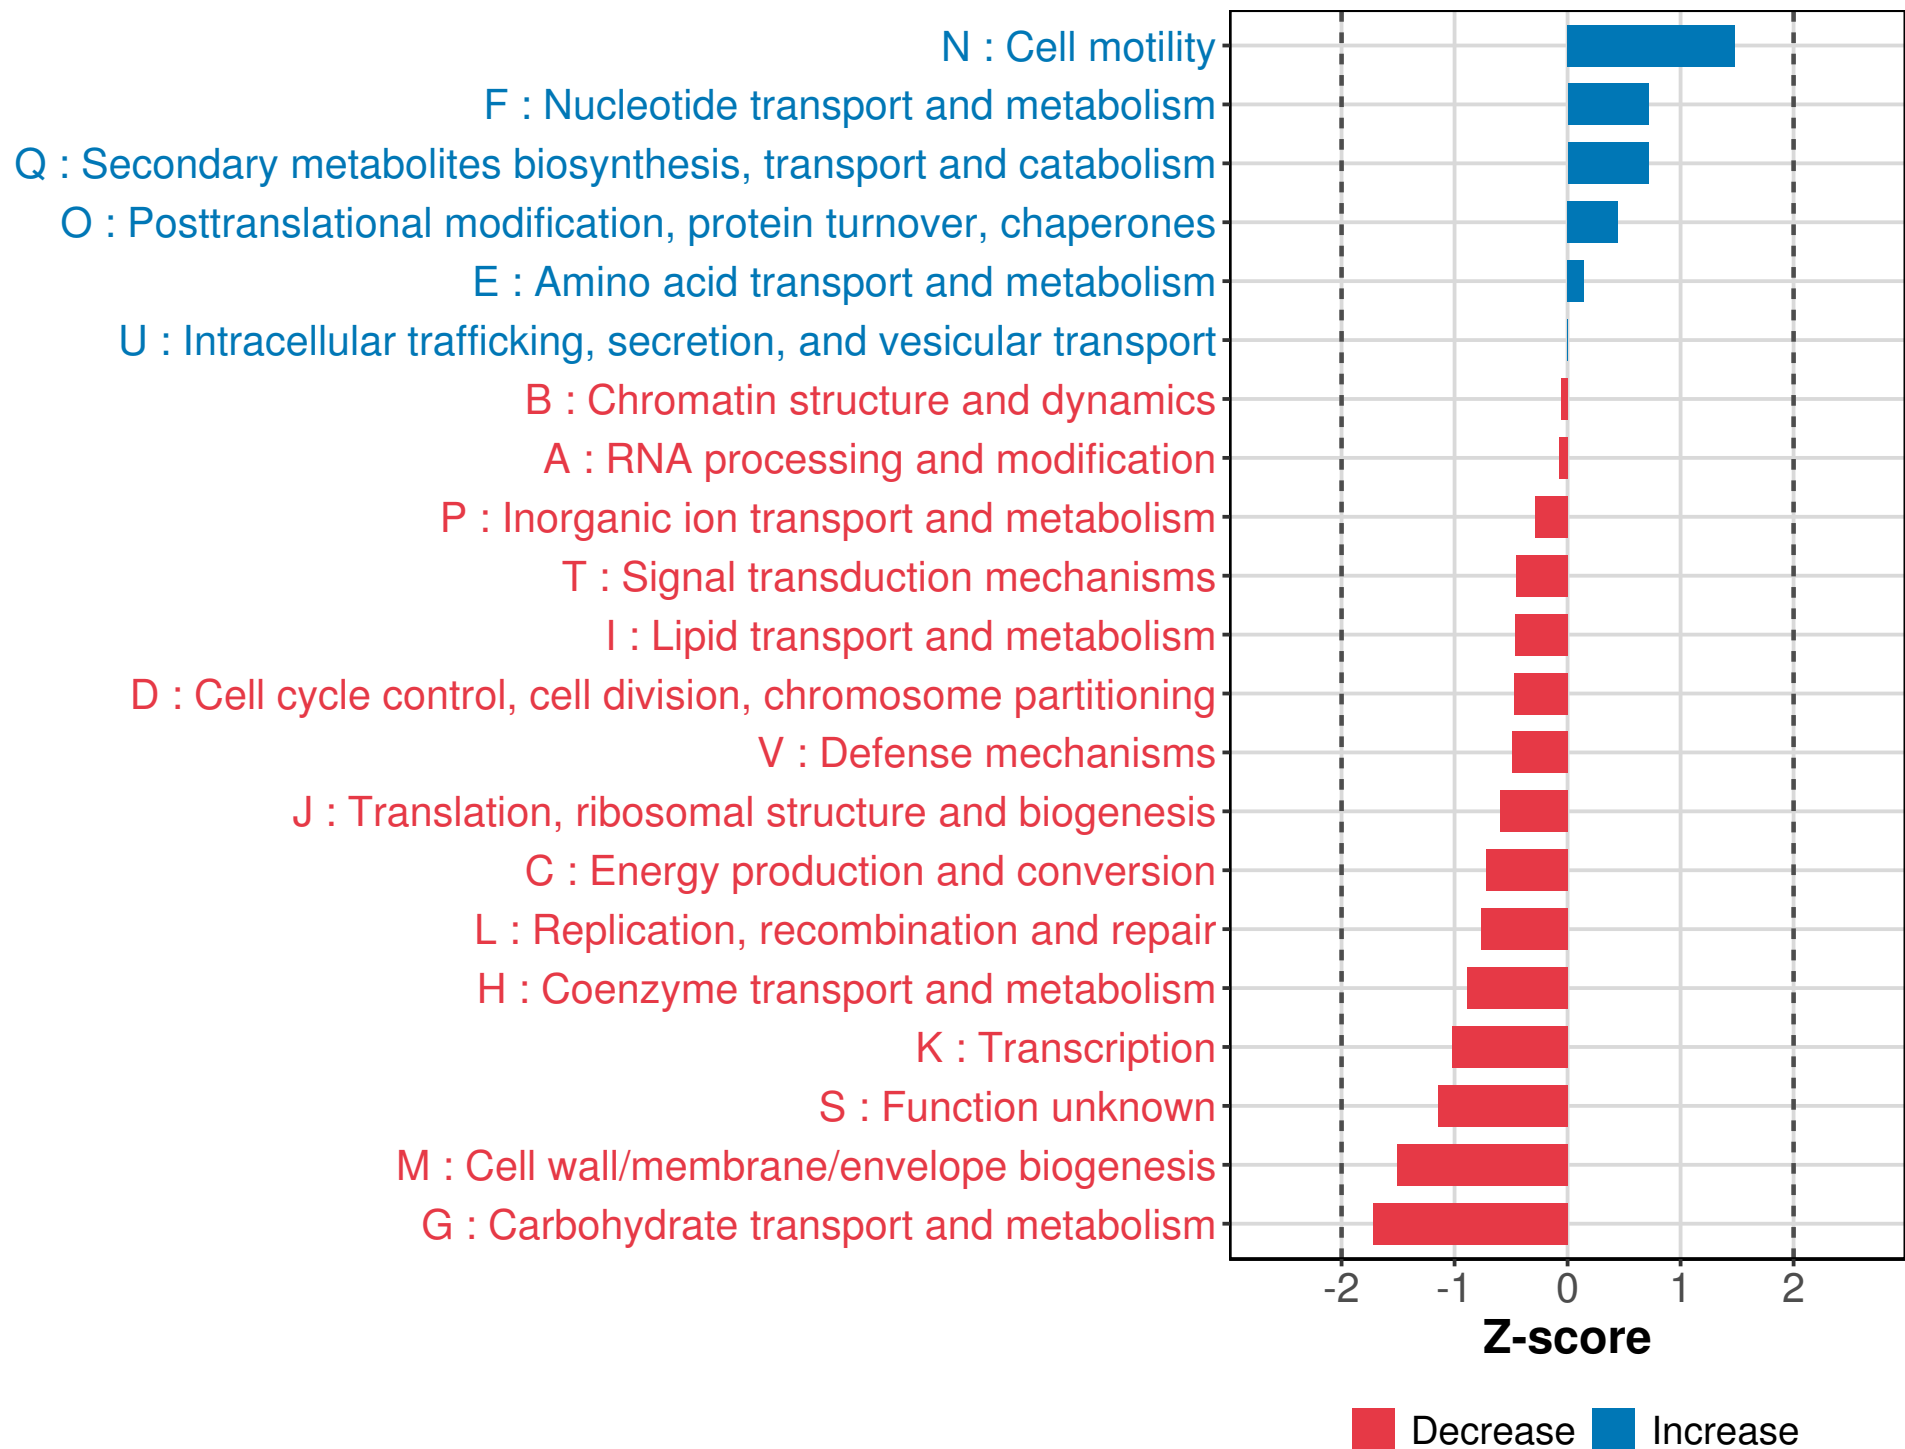 N : Cell motility
F : Nucleotide transport and metabolism
Q : Secondary metabolites biosynthesis, transport and catabolism
O : Posttranslational modification, protein turnover, chaperones
E : Amino acid transport and metabolism
U : Intracellular trafficking, secretion, and vesicular transport
B : Chromatin structure and dynamics
A : RNA processing and modification
P : Inorganic ion transport and metabolism
T : Signal transduction mechanisms
I : Lipid transport and metabolism
D : Cell cycle control, cell division, chromosome partitioning
V : Defense mechanisms
J : Translation, ribosomal structure and biogenesis
C : Energy production and conversion
L : Replication, recombination and repair
H : Coenzyme transport and metabolism
K : Transcription
S : Function unknown
M : Cell wall/membrane/envelope biogenesis
G : Carbohydrate transport and metabolism
-2 -1 0 1 2
Z-score
Decrease Increase